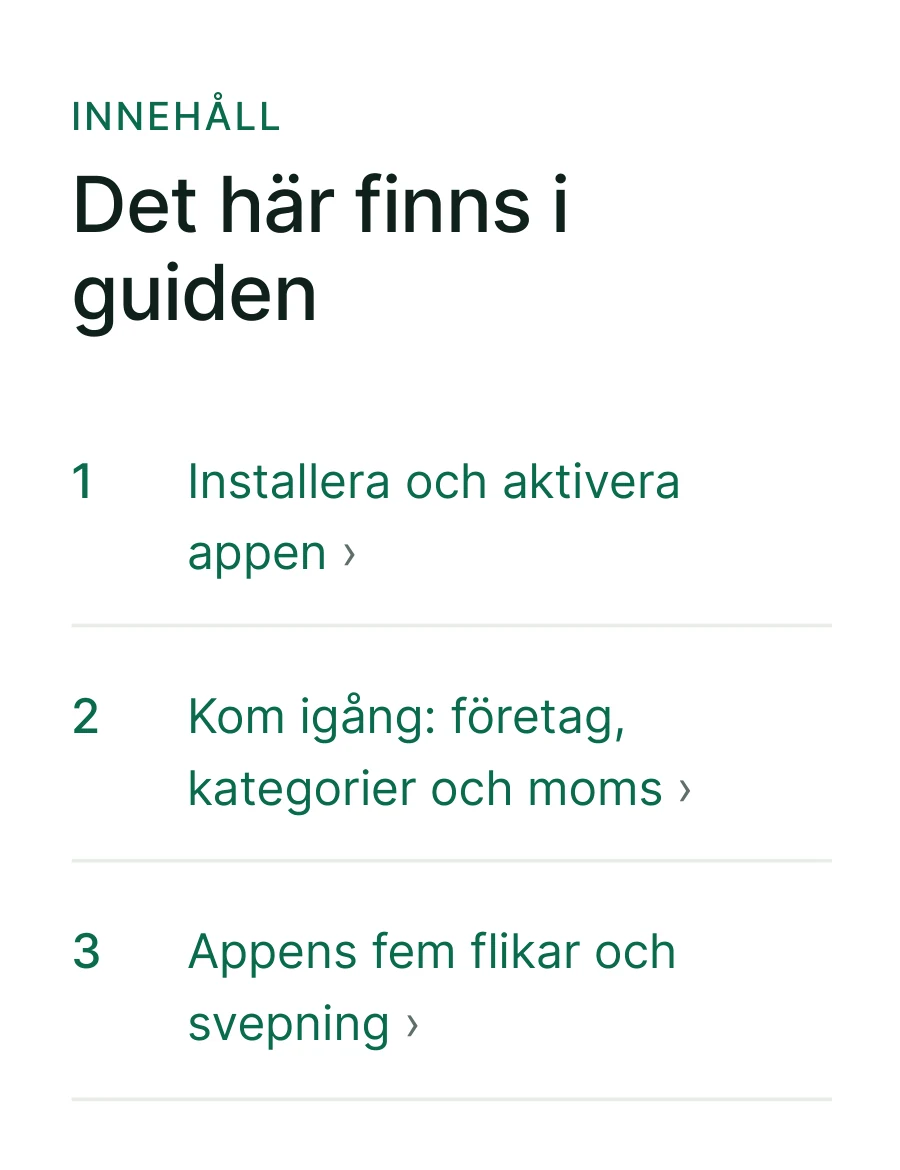 INNEHÅLL
Det här finns i
guiden
1 Installera och aktivera
appen ›
2 Kom igång: företag,
kategorier och moms ›
3 Appens fem flikar och
svepning ›